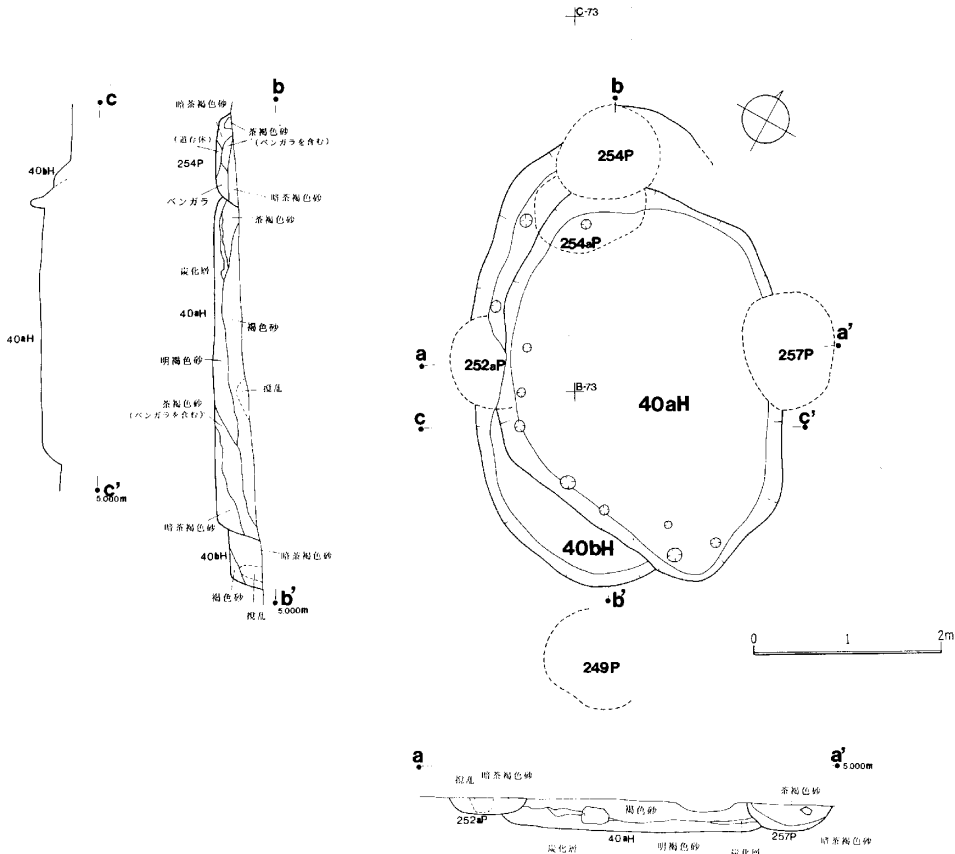 C-73
c
40bH
40aH
c'
5.000m
b
暗茶褐色砂
茶褐色砂
(ベンガラを含む)
(遺む体)
254P
ベンガラ
暗茶褐色砂
茶褐色砂
炭化層
40aH
褐色砂
明褐色砂
撹乱
茶褐色砂
(ベンガラを含む)
暗茶褐色砂
40bH
暗茶褐色砂
褐色砂
撹乱
b'
5.000m
b
254P
254aP
a
252aP
c
B-73
40aH
257P
a'
c'
40bH
b'
249P
0 1 2m
a
a'
5.000m
撹乱 暗茶褐色砂
茶褐色砂
褐色砂
252aP
40aH
257P
炭化層
明褐色砂
炭化層
暗茶褐色砂